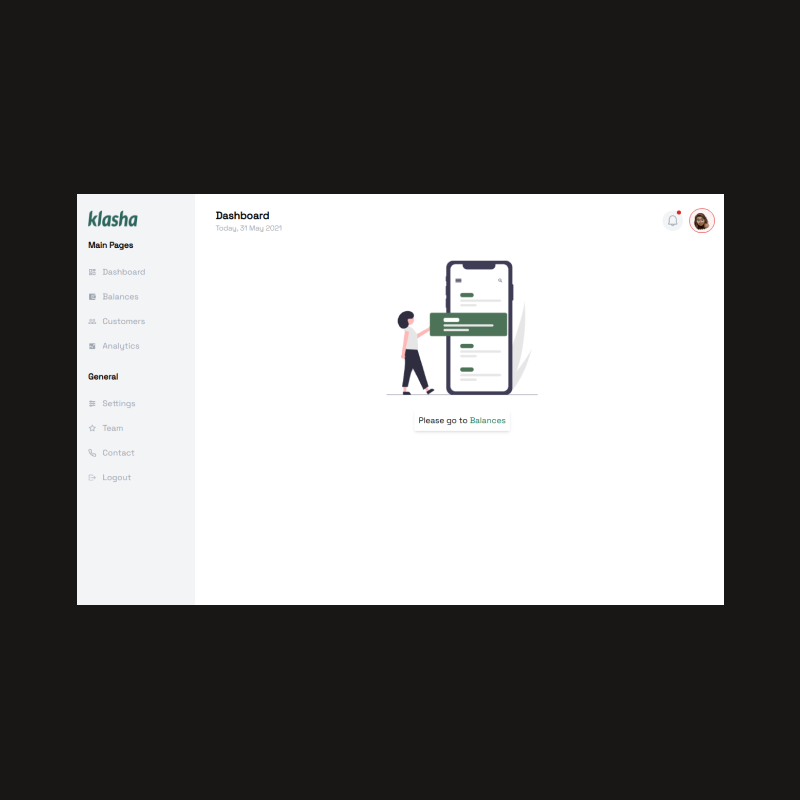 klasha
Main Pages
Dashboard
Balances
Customers
Analytics
General
Settings
Team
Contact
Logout
Dashboard
Today, 31 May 2021
Please go to Balances